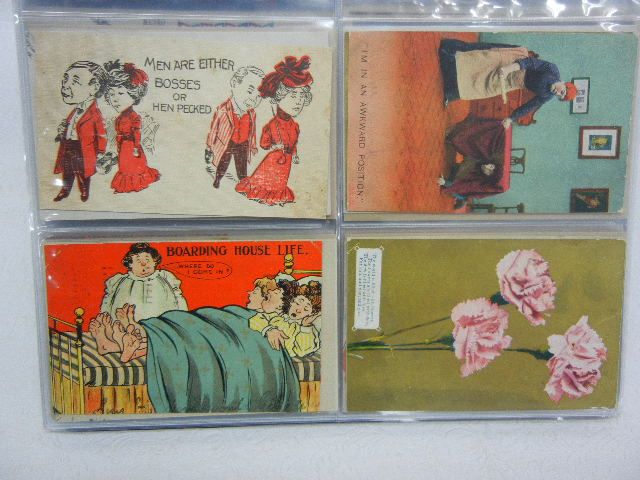 MEN ARE EITHER
BOSSES
OR
HEN PECKED
"I'M IN AN AWKWARD POSITION."
BOARDING HOUSE LIFE.
WHERE DO
I COME IN?